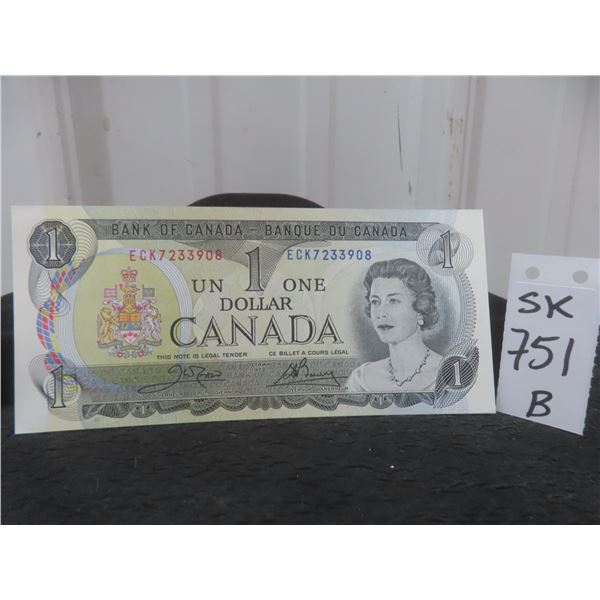 BANK OF CANADA – BANQUE DU CANADA
1
1
ECK7233908
ECK7233908
UN 1 ONE
DOLLAR
CANADA
THIS NOTE IS LEGAL TENDER
CE BILLET A COURS LÉGAL
OTTAWA
1
1
SK
751
B